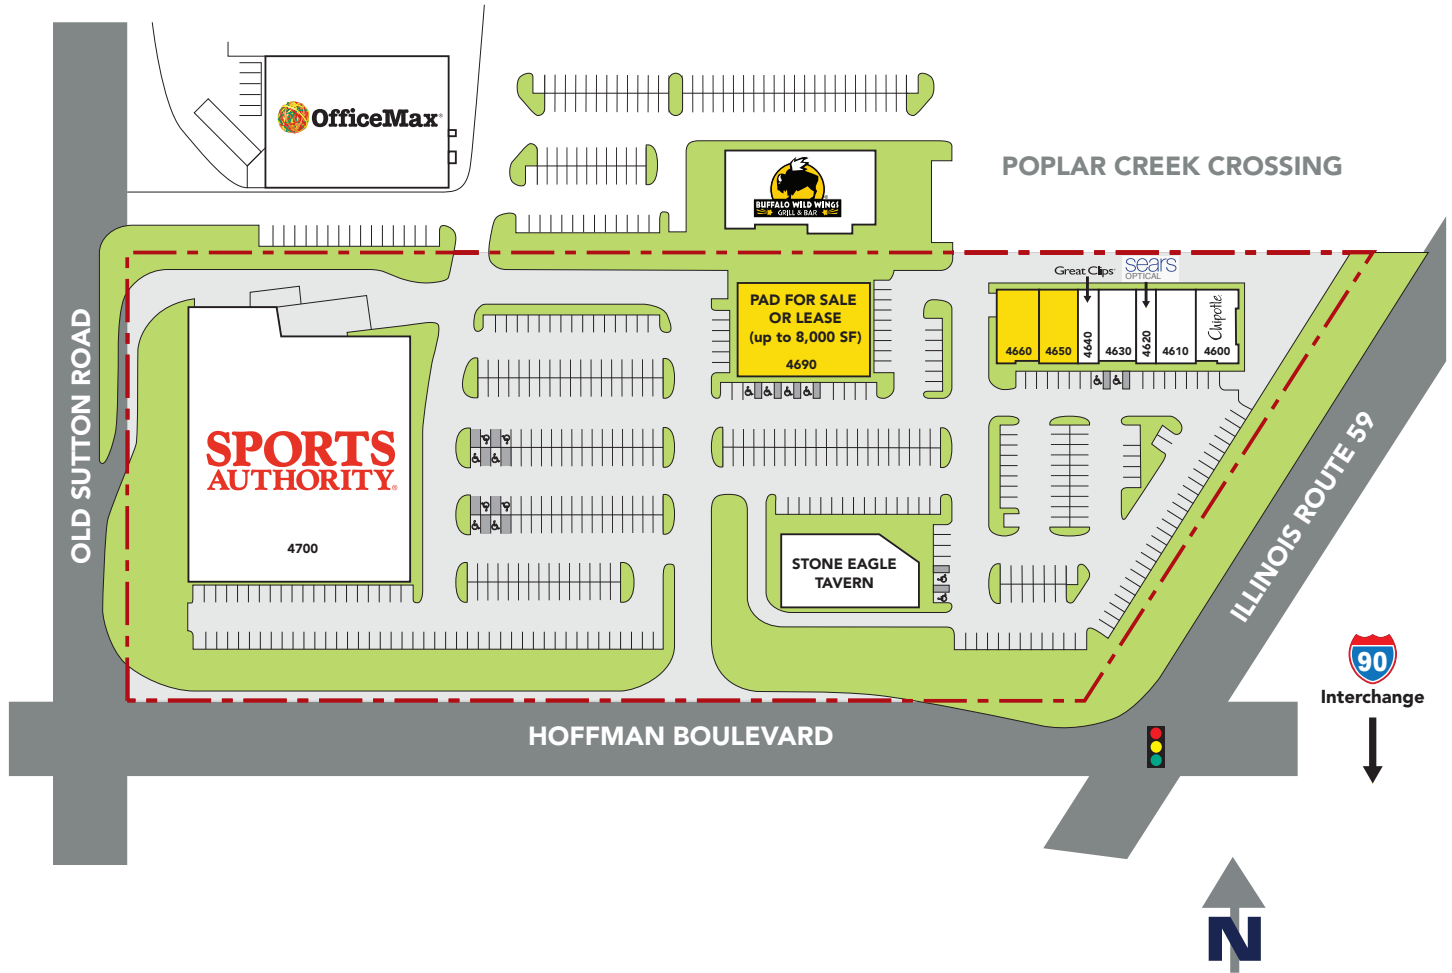 OfficeMax®
BUFFALO WILD WINGS
GRILL & BAR
POPLAR CREEK CROSSING
Great Clips®
sears
OPTICAL
PAD FOR SALE
OR LEASE
(up to 8,000 SF)
4690
4660
4650
4640
4630
4620
4610
4600
Chipotle
OLD SUTTON ROAD
SPORTS
AUTHORITY®
4700
STONE EAGLE
TAVERN
ILLINOIS ROUTE 59
90
Interchange
HOFFMAN BOULEVARD
N